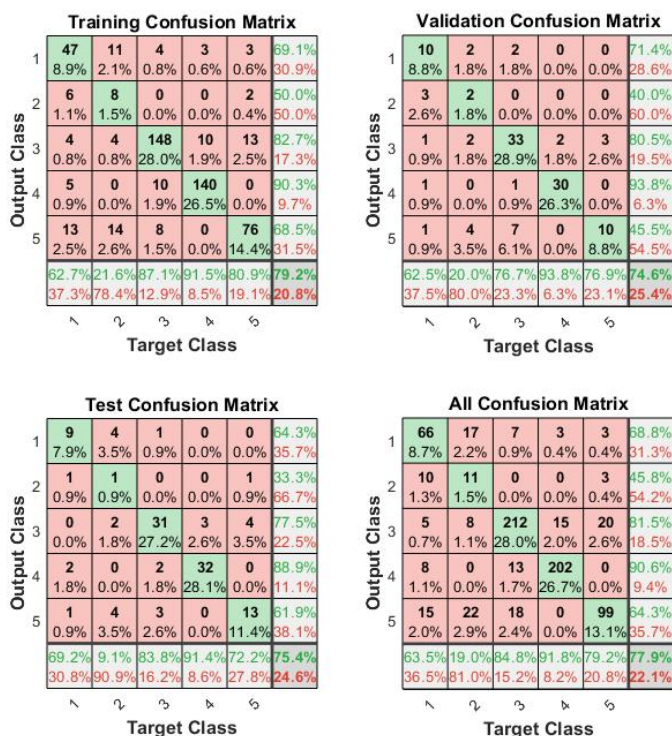 Training Confusion Matrix
Output Class
1
47 11 4 3 3 69.1%
8.9% 2.1% 0.8% 0.6% 0.6% 30.9%
2
6 8 0 0 2 50.0%
1.1% 1.5% 0.0% 0.0% 0.4% 50.0%
3
4 4 148 10 13 82.7%
0.8% 0.8% 28.0% 1.9% 2.5% 17.3%
4
5 0 10 140 0 90.3%
0.9% 0.0% 1.9% 26.5% 0.0% 9.7%
5
13 14 8 0 76 68.5%
2.5% 2.6% 1.5% 0.0% 14.4% 31.5%
62.7% 21.6% 87.1% 91.5% 80.9% 79.2%
37.3% 78.4% 12.9% 8.5% 19.1% 20.8%
1 2 3 4 5
Target Class
Validation Confusion Matrix
Output Class
1
10 2 2 0 0 71.4%
8.8% 1.8% 1.8% 0.0% 0.0% 28.6%
2
3 2 0 0 0 40.0%
2.6% 1.8% 0.0% 0.0% 0.0% 60.0%
3
1 2 33 2 3 80.5%
0.9% 1.8% 28.9% 1.8% 2.6% 19.5%
4
1 0 1 30 0 93.8%
0.9% 0.0% 0.9% 26.3% 0.0% 6.3%
5
1 4 7 0 10 45.5%
0.9% 3.5% 6.1% 0.0% 8.8% 54.5%
62.5% 20.0% 76.7% 93.8% 76.9% 74.6%
37.5% 80.0% 23.3% 6.3% 23.1% 25.4%
1 2 3 4 5
Target Class
Test Confusion Matrix
Output Class
1
9 4 1 0 0 64.3%
7.9% 3.5% 0.9% 0.0% 0.0% 35.7%
2
1 1 0 0 1 33.3%
0.9% 0.9% 0.0% 0.0% 0.9% 66.7%
3
0 2 31 3 4 77.5%
0.0% 1.8% 27.2% 2.6% 3.5% 22.5%
4
2 0 2 32 0 88.9%
1.8% 0.0% 1.8% 28.1% 0.0% 11.1%
5
1 4 3 0 13 61.9%
0.9% 3.5% 2.6% 0.0% 11.4% 38.1%
69.2% 9.1% 83.8% 91.4% 72.2% 75.4%
30.8% 90.9% 16.2% 8.6% 27.8% 24.6%
1 2 3 4 5
Target Class
All Confusion Matrix
Output Class
1
66 17 7 3 3 68.8%
8.7% 2.2% 0.9% 0.4% 0.4% 31.3%
2
10 11 0 0 3 45.8%
1.3% 1.5% 0.0% 0.0% 0.4% 54.2%
3
5 8 212 15 20 81.5%
0.7% 1.1% 28.0% 2.0% 2.6% 18.5%
4
8 0 13 202 0 90.6%
1.1% 0.0% 1.7% 26.7% 0.0% 9.4%
5
15 22 18 0 99 64.3%
2.0% 2.9% 2.4% 0.0% 13.1% 35.7%
63.5% 19.0% 84.8% 91.8% 79.2% 77.9%
36.5% 81.0% 15.2% 8.2% 20.8% 22.1%
1 2 3 4 5
Target Class